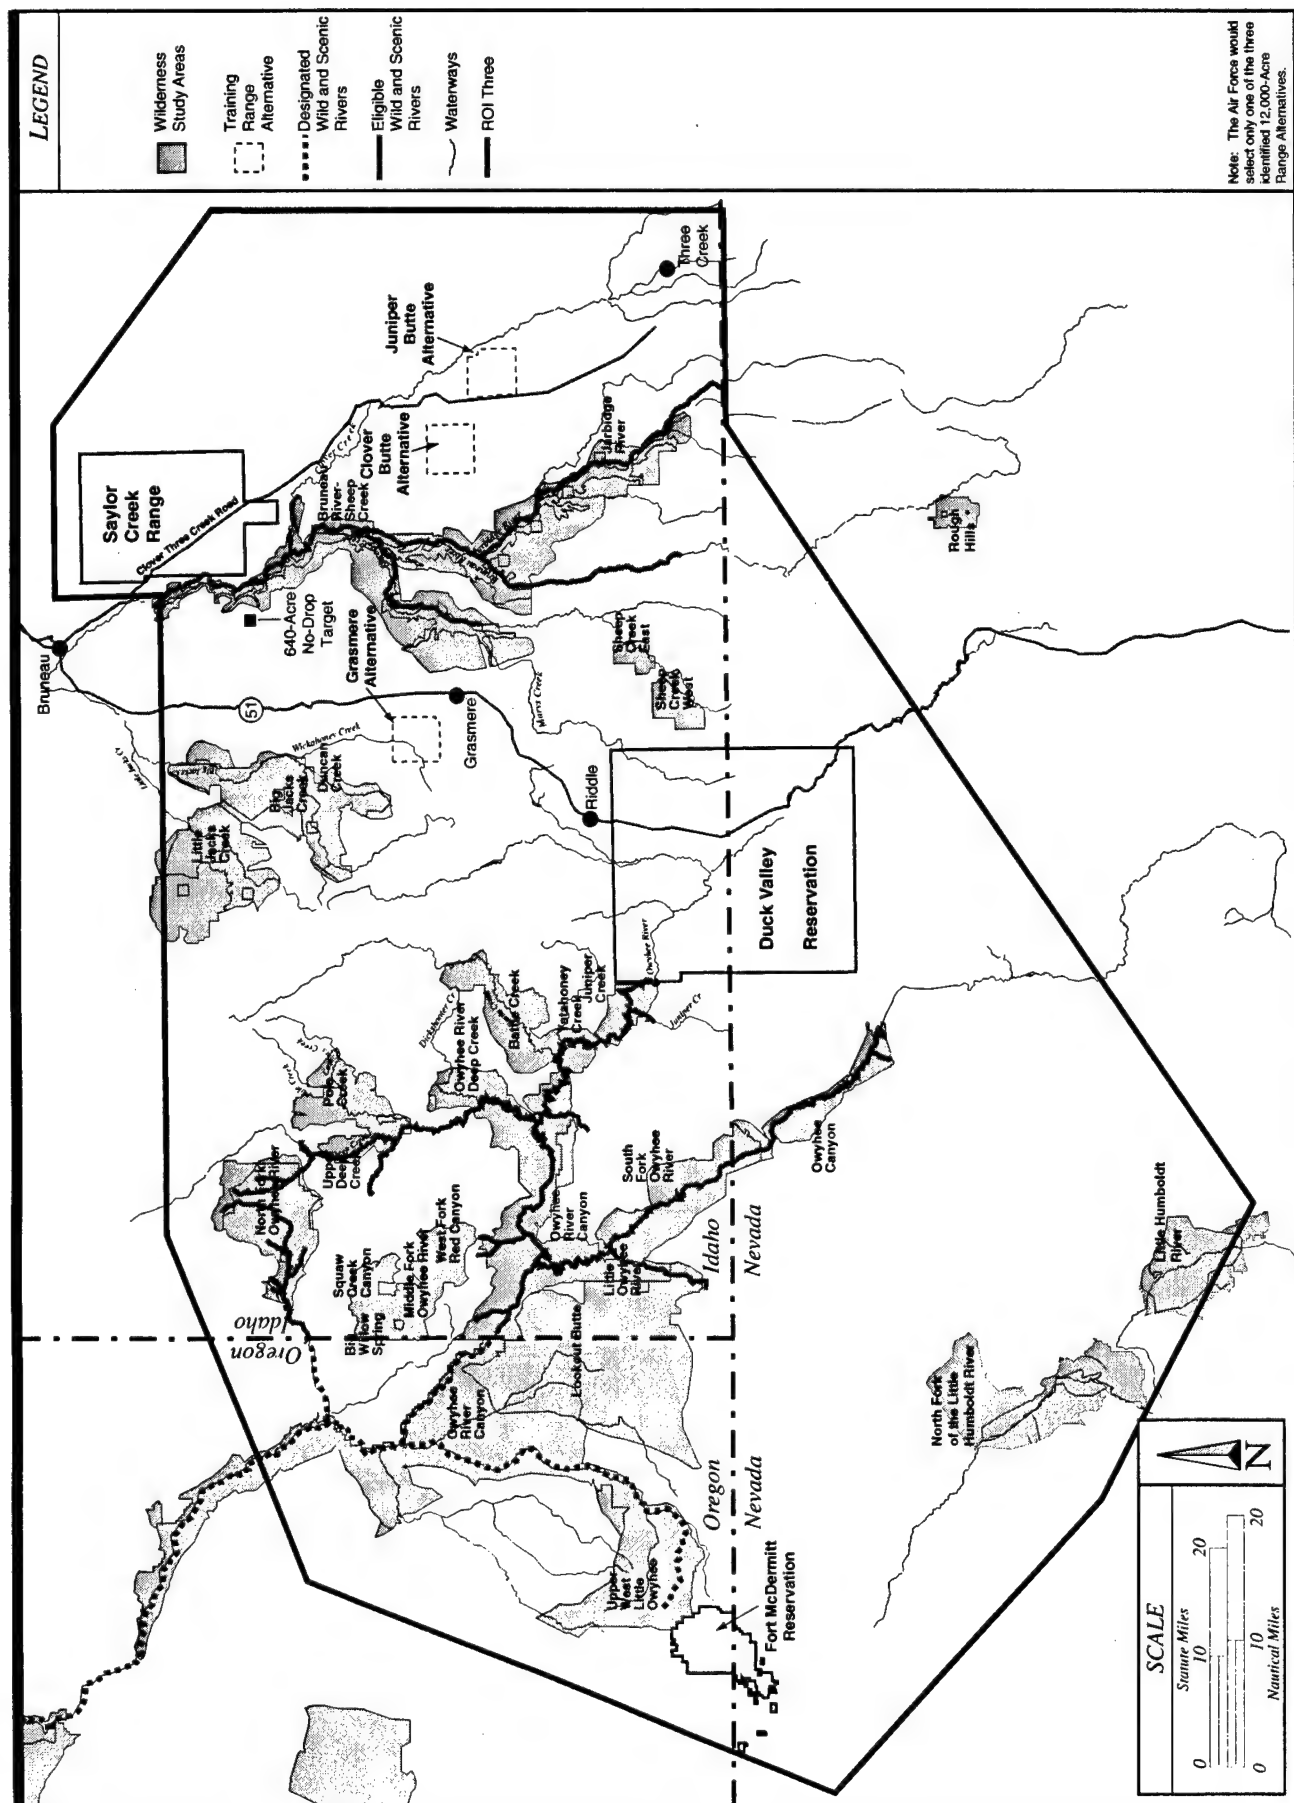 LEGEND
Wilderness
Study Areas
Training
Range
Alternative
Designated
Wild and Scenic
Rivers
Eligible
Wild and Scenic
Rivers
Waterways
ROI Three
Note: The Air Force would
select only one of the three
identified 12,000-Acre
Range Alternatives.
Bruneau
Saylor
Creek
Range
Clover Three Creek Road
640-Acre
No-Drop
Target
Grasmere
Alternative
51
Grasmere
Riddle
Bruneau
River-
Sheep
Creek
Clover
Butte
Alternative
Juniper
Butte
Alternative
Three
Creek
Jarbidge
River
Sheep
Creek
East
Sheep
Creek
West
Rough
Hills
Marys Creek
Wickahoney Creek
Duncan
Creek
Big
Jacks
Creek
Little
Jacks
Creek
Duck Valley
Reservation
Owyhee River
Juniper Cr
Juniper
Creek
Yatahoney
Creek
Battle Creek
Owyhee River
Deep Creek
Pole
Creek
Upper
Deep
Creek
North Fork
Owyhee River
Squaw
Creek
Canyon
Big
Willow
Spring
Middle Fork
Owyhee River
West Fork
Red Canyon
Owyhee
River
Canyon
South
Fork
Owyhee
River
Little
Owyhee
River
Owyhee
Canyon
Idaho
Nevada
Oregon
Idaho
Owyhee
River
Canyon
Lookout Butte
Upper
West
Little
Owyhee
Oregon
Nevada
Fort McDermitt
Reservation
North Fork
of the Little
Humboldt River
Little Humboldt
River
SCALE
Statute Miles
0 10 20
0 10 20
Nautical Miles
N